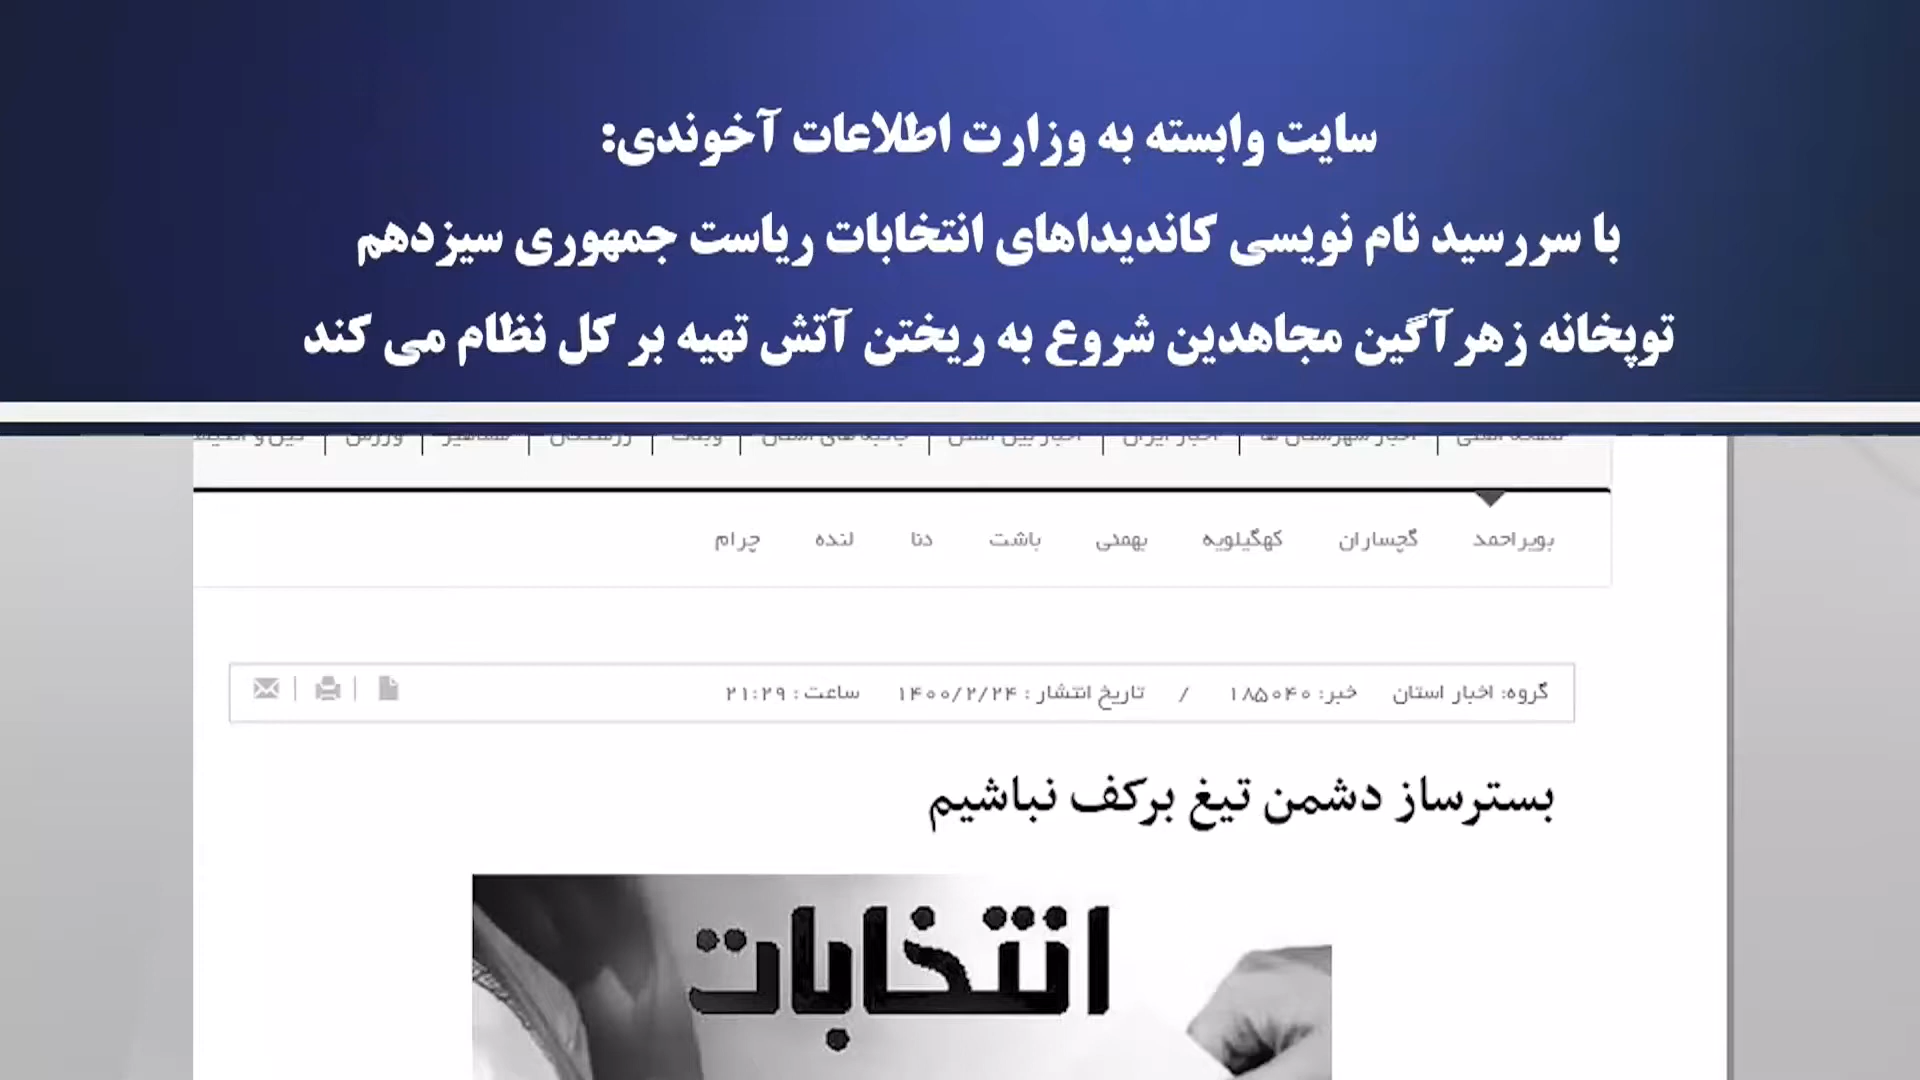 سایت وابسته به وزارت اطلاعات آخوندی:
با سررسید نام نویسی کاندیداهای انتخابات ریاست جمهوری سیزدهم
توپخانه زهرآگین مجاهدین شروع به ریختن آتش تهیه بر کل نظام می کند
بویراحمد گچساران کهگیلویه بهمئی باشت دنا لنده چرام
گروه: اخبار استان خبر: ۱۸۵۰۴۰ / تاریخ انتشار : ۱۴۰۰/۲/۲۴ ساعت : ۲۱:۲۹
بسترساز دشمن تیغ برکف نباشیم
انتخابات